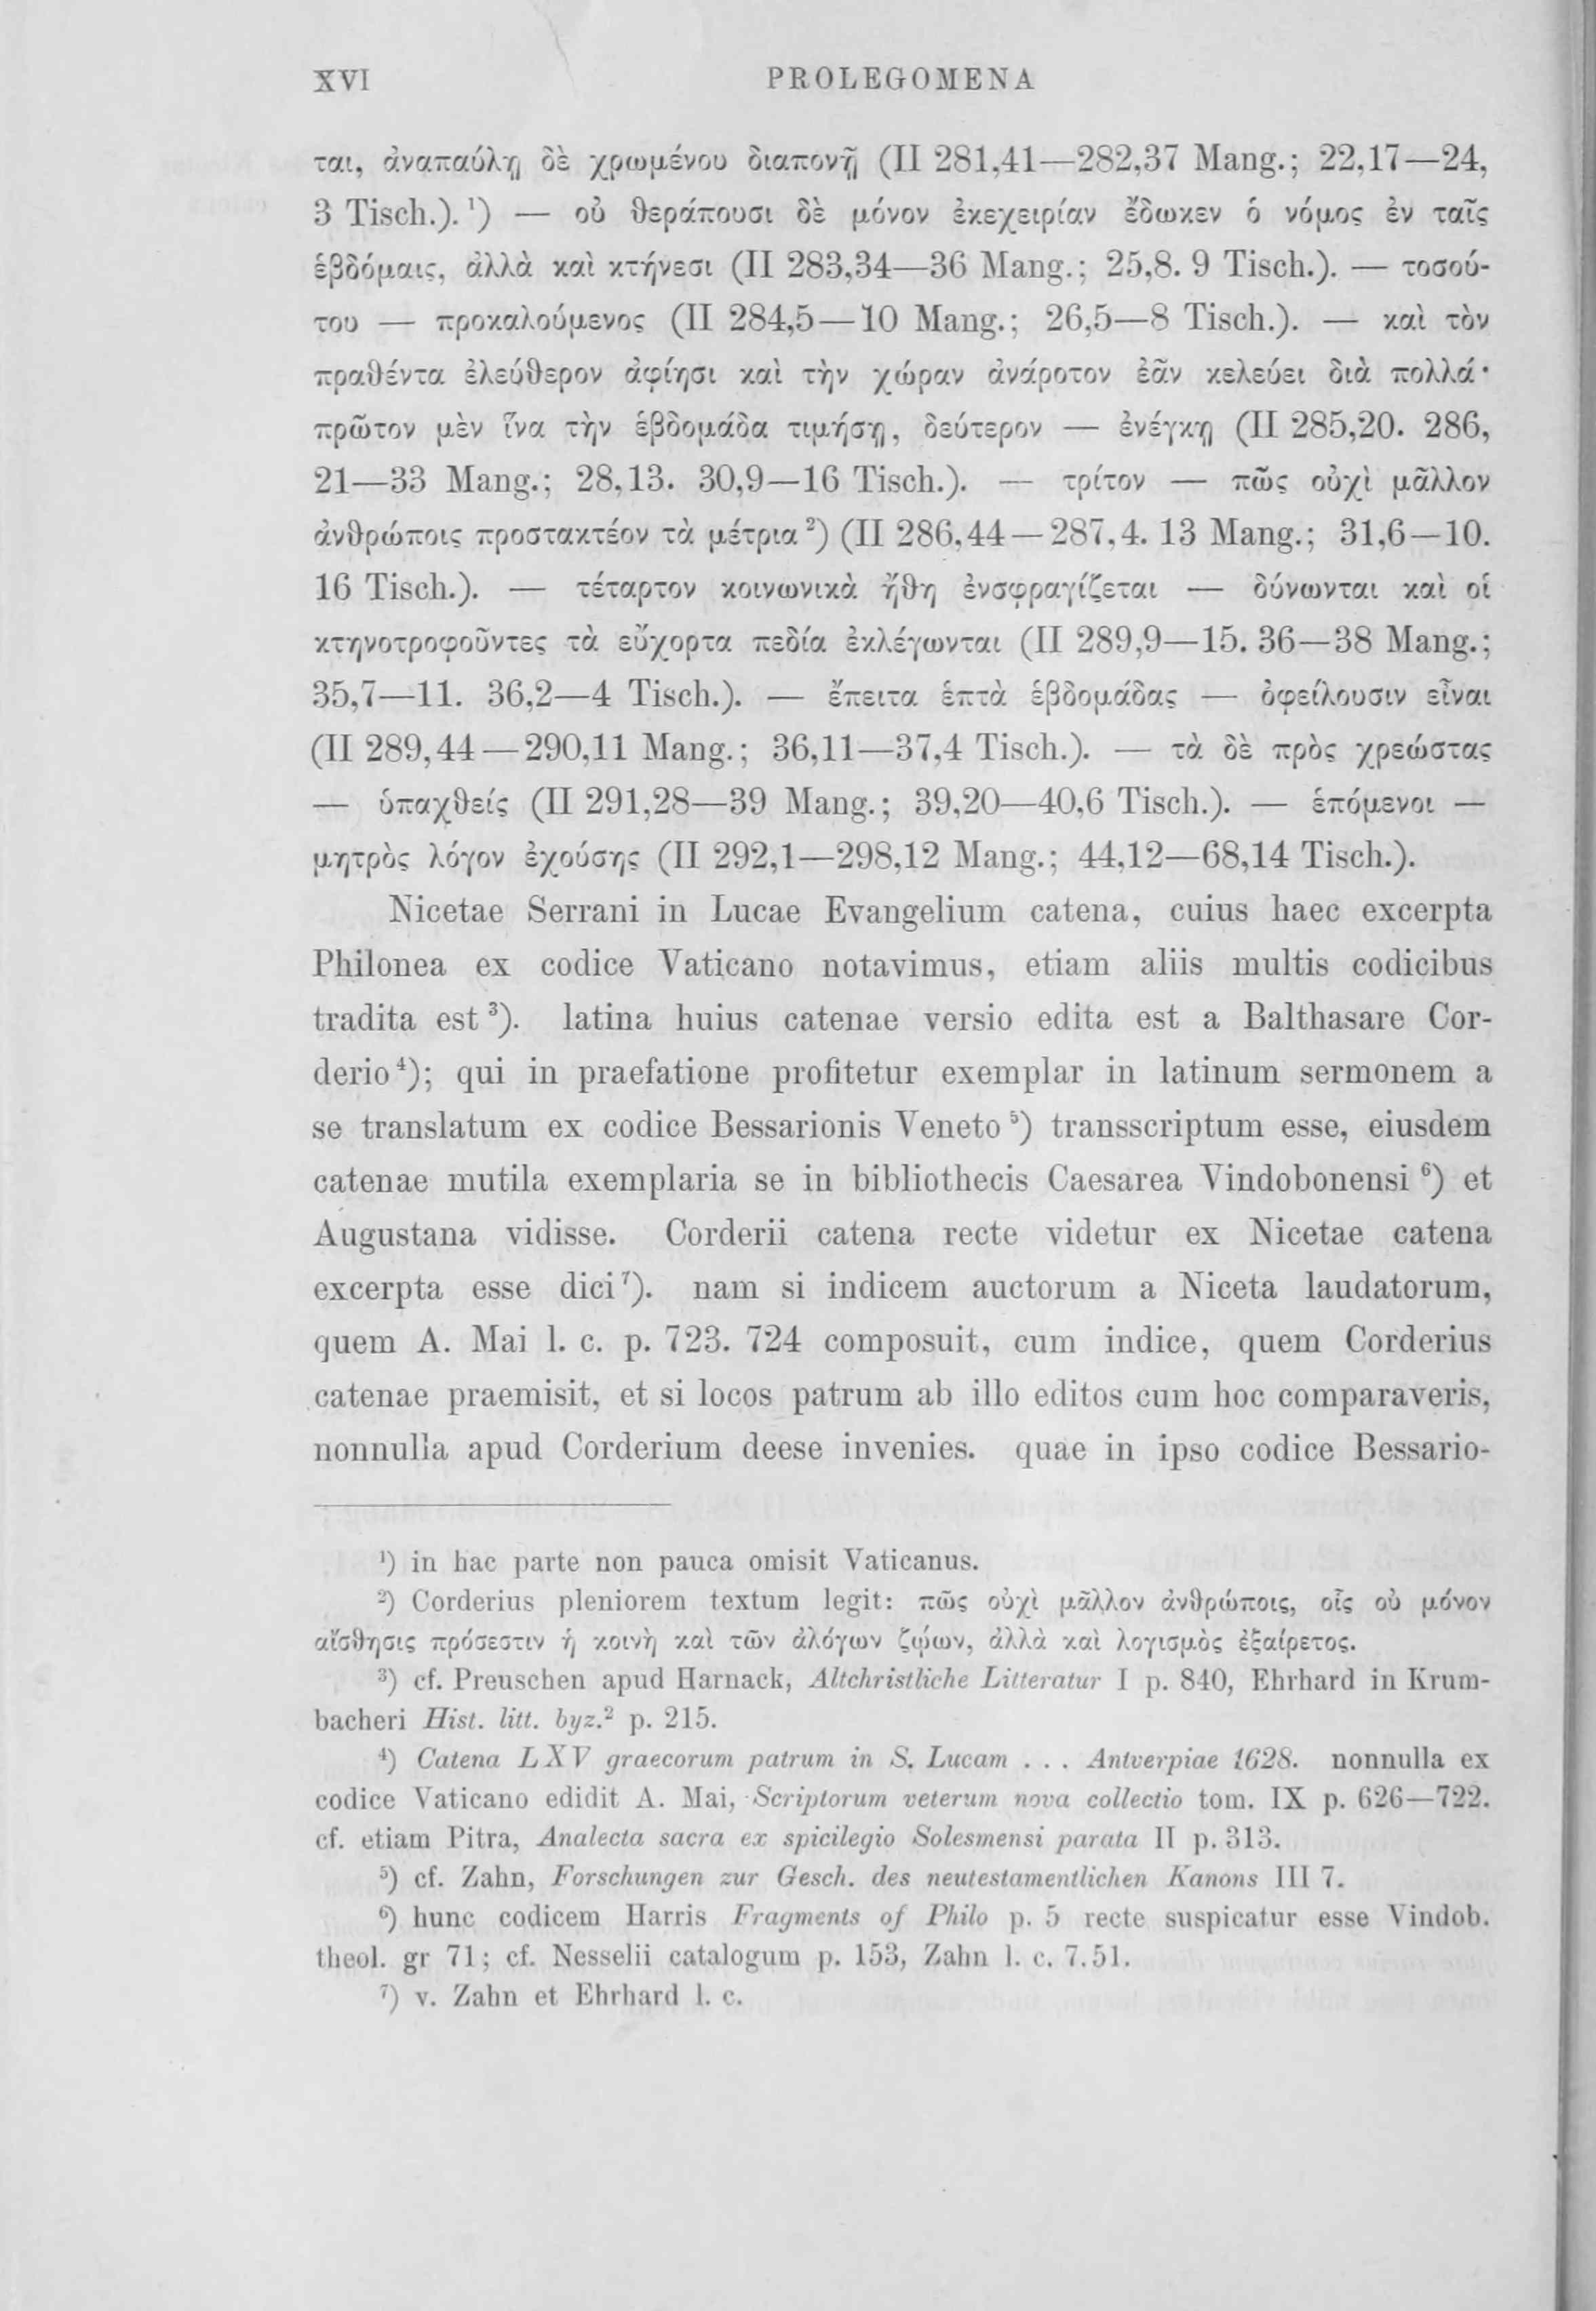 XVI PROLEGOMENA
ται, ἀναπαύλῃ δὲ χρωμένου διαπονῇ (II 281,41—282,37 Mang.; 22,17—24,
3 Tisch.).¹) — οὐ θεράπουσι δὲ μόνον ἐκεχειρίαν ἔδωκεν ὁ νόμος ἐν ταῖς
ἑβδόμαις, ἀλλὰ καὶ κτήνεσι (II 283,34—36 Mang.; 25,8. 9 Tisch.). — τοσού-
του — προκαλούμενος (II 284,5—10 Mang.; 26,5—8 Tisch.). — καὶ τὸν
πραθέντα ἐλεύθερον ἀφίησι καὶ τὴν χώραν ἀνάροτον ἐᾶν κελεύει διὰ πολλά·
πρῶτον μὲν ἵνα τὴν ἑβδομάδα τιμήσῃ, δεύτερον — ἐνέγκῃ (II 285,20. 286,
21—33 Mang.; 28,13. 30,9—16 Tisch.). — τρίτον — πῶς οὐχὶ μᾶλλον
ἀνθρώποις προστακτέον τὰ μέτρια²) (II 286,44—287,4. 13 Mang.; 31,6—10.
16 Tisch.). — τέταρτον κοινωνικὰ ἤθη ἐνσφραγίζεται — δύνωνται καὶ οἱ
κτηνοτροφοῦντες τὰ εὔχορτα πεδία ἐκλέγωνται (II 289,9—15. 36—38 Mang.;
35,7—11. 36,2—4 Tisch.). — ἔπειτα ἑπτὰ ἑβδομάδας — ὀφείλουσιν εἶναι
(II 289,44—290,11 Mang.; 36,11—37,4 Tisch.). — τὰ δὲ πρὸς χρεώστας
— ὑπαχθείς (II 291,28—39 Mang.; 39,20—40,6 Tisch.). — ἑπόμενοι —
μητρὸς λόγον ἐχούσης (II 292,1—298,12 Mang.; 44,12—68,14 Tisch.).
Nicetae Serrani in Lucae Evangelium catena, cuius haec excerpta
Philonea ex codice Vaticano notavimus, etiam aliis multis codicibus
tradita est³). latina huius catenae versio edita est a Balthasare Cor-
derio⁴); qui in praefatione profitetur exemplar in latinum sermonem a
se translatum ex codice Bessarionis Veneto⁵) transscriptum esse, eiusdem
catenae mutila exemplaria se in bibliothecis Caesarea Vindobonensi⁶) et
Augustana vidisse. Corderii catena recte videtur ex Nicetae catena
excerpta esse dici⁷). nam si indicem auctorum a Niceta laudatorum,
quem A. Mai l. c. p. 723. 724 composuit, cum indice, quem Corderius
catenae praemisit, et si locos patrum ab illo editos cum hoc comparaveris,
nonnulla apud Corderium deese invenies. quae in ipso codice Bessario-
¹) in hac parte non pauca omisit Vaticanus.
²) Corderius pleniorem textum legit: πῶς οὐχὶ μᾶλλον ἀνθρώποις, οἷς οὐ μόνον
αἴσθησις πρόσεστιν ἡ κοινὴ καὶ τῶν ἀλόγων ζῴων, ἀλλὰ καὶ λογισμὸς ἐξαίρετος.
³) cf. Preuschen apud Harnack, Altchristliche Litteratur I p. 840, Ehrhard in Krum-
bacheri Hist. litt. byz.² p. 215.
⁴) Catena LXV graecorum patrum in S. Lucam . . . Antverpiae 1628. nonnulla ex
codice Vaticano edidit A. Mai, Scriptorum veterum nova collectio tom. IX p. 626—722.
cf. etiam Pitra, Analecta sacra ex spicilegio Solesmensi parata II p. 313.
⁵) cf. Zahn, Forschungen zur Gesch. des neutestamentlichen Kanons III 7.
⁶) hunc codicem Harris Fragments of Philo p. 5 recte suspicatur esse Vindob.
theol. gr 71; cf. Nesselii catalogum p. 153, Zahn l. c. 7.51.
⁷) v. Zahn et Ehrhard l. c.